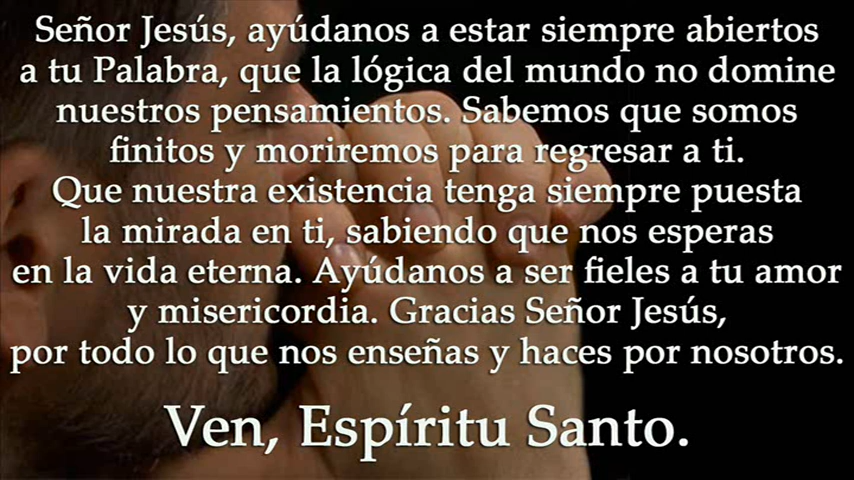 Señor Jesús, ayúdanos a estar siempre abiertos
a tu Palabra, que la lógica del mundo no domine
nuestros pensamientos. Sabemos que somos
finitos y moriremos para regresar a ti.
Que nuestra existencia tenga siempre puesta
la mirada en ti, sabiendo que nos esperas
en la vida eterna. Ayúdanos a ser fieles a tu amor
y misericordia. Gracias Señor Jesús,
por todo lo que nos enseñas y haces por nosotros.
Ven, Espíritu Santo.